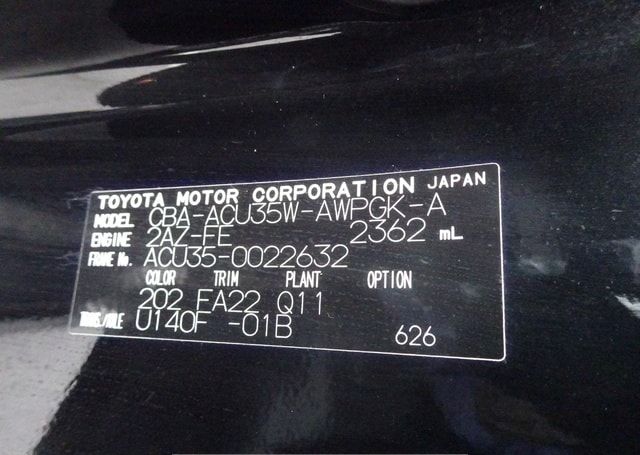 TOYOTA MOTOR CORPORATION JAPAN
MODEL CBA-ACU35W-AWPGK-A
ENGINE 2AZ-FE 2362 mL
FRAME No. ACU35-0022632
COLOR TRIM PLANT OPTION
202 FA22 Q11
TRANS./AXLE U140F -01B
626